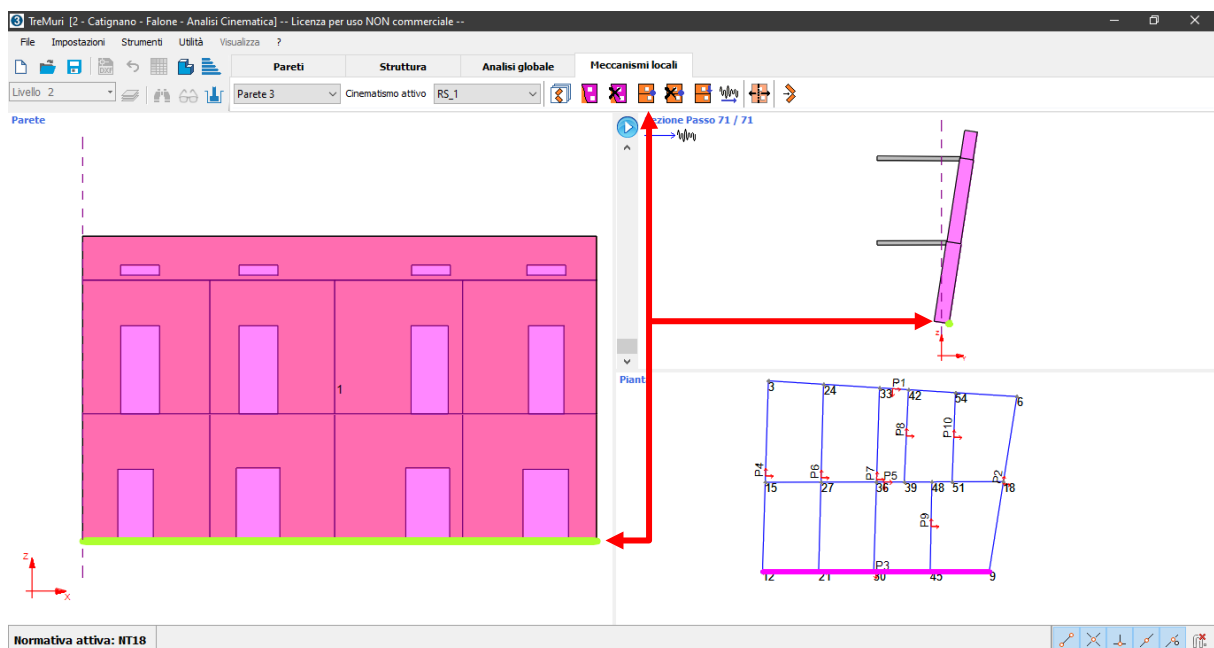 TreMuri [2 - Catignano - Falone - Analisi Cinematica] -- Licenza per uso NON commerciale --
File Impostazioni Strumenti Utilità Visualizza ?
Pareti Struttura Analisi globale Meccanismi locali
Livello 2 Parete 3 Cinematismo attivo RS_1
Parete
ezione Passo 71 / 71
1
z
x
z
Piant
3 24 33 P1 42 54 6
P8 P10
P4 P6 P7 P5 P2
15 27 36 39 48 51 18
P9
P3
12 21 30 45 9
Normativa attiva: NT18